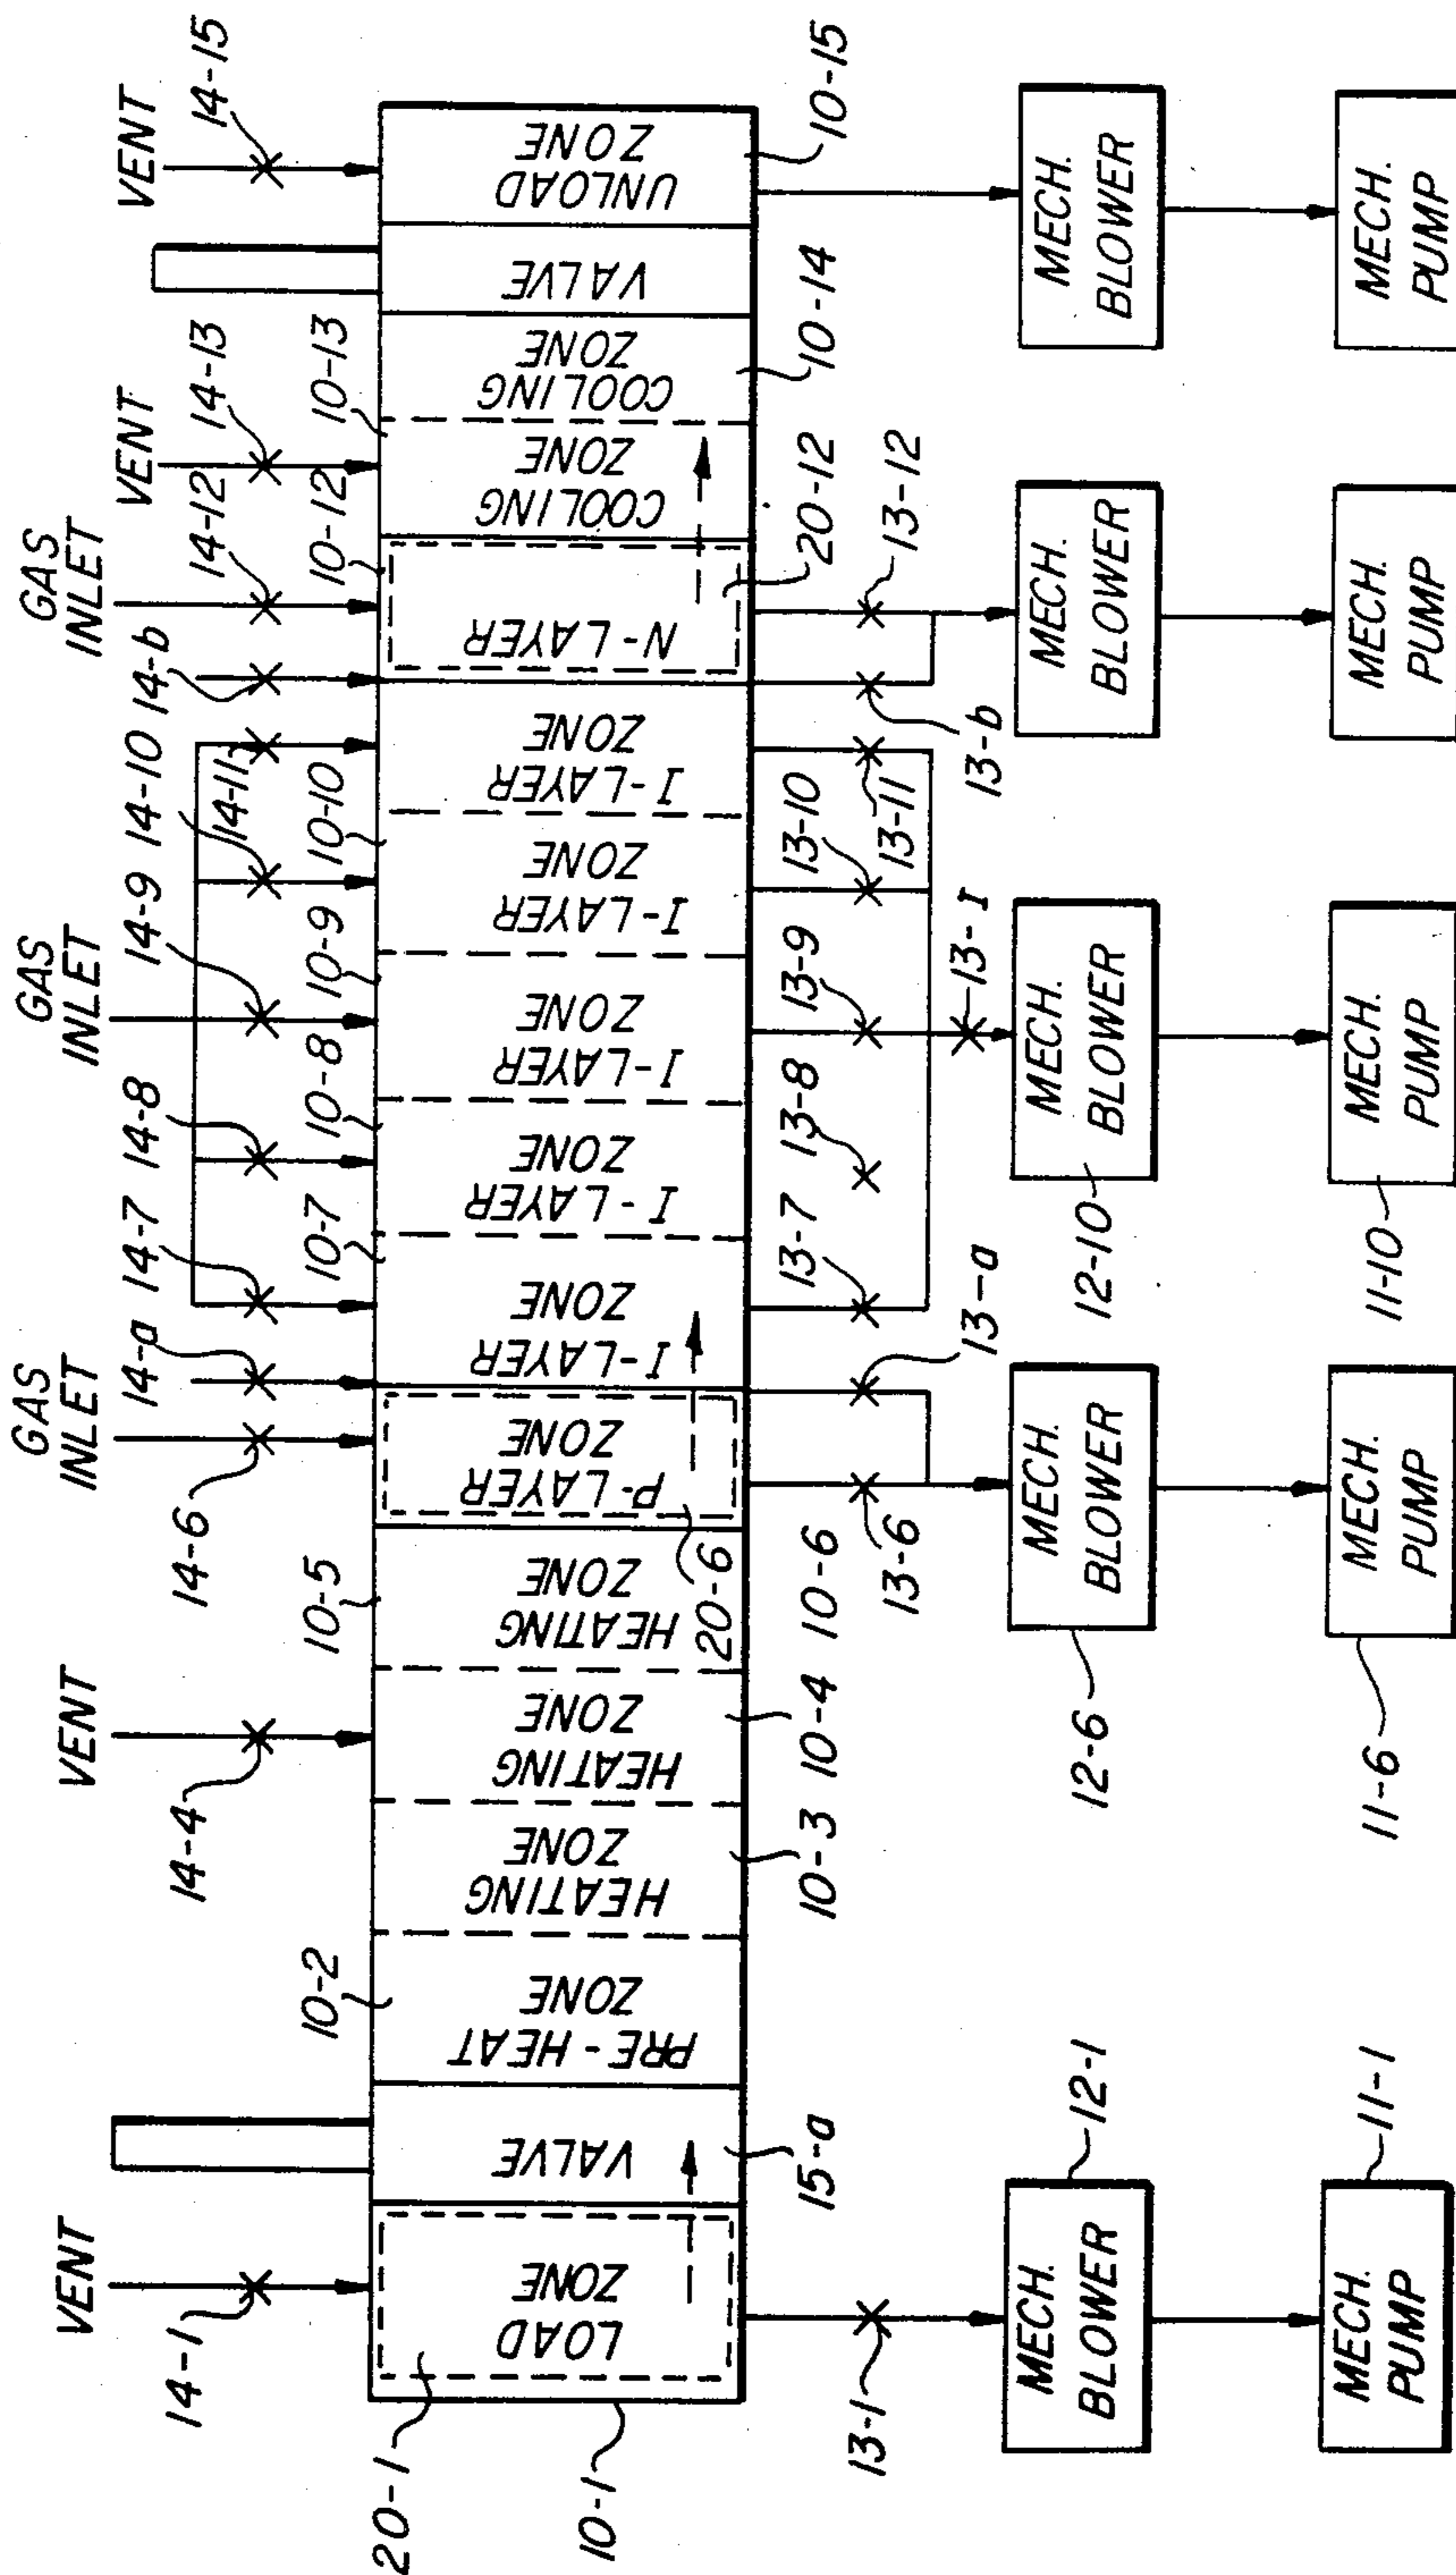 VENT
VENT
GAS
INLET
GAS
INLET
GAS
INLET
VENT
VENT
14-1
14-4
14-6
14-a
14-7
14-8
14-9
14-10
14-11
14-b
14-12
14-13
14-15
20-1
10-2
10-5
10-7
10-8
10-9
10-10
10-12
10-13
LOAD
ZONE
VALVE
PRE-HEAT
ZONE
HEATING
ZONE
HEATING
ZONE
HEATING
ZONE
P-LAYER
ZONE
I-LAYER
ZONE
I-LAYER
ZONE
I-LAYER
ZONE
I-LAYER
ZONE
I-LAYER
ZONE
N-LAYER
COOLING
ZONE
COOLING
ZONE
VALVE
UNLOAD
ZONE
10-1
15-a
10-3
10-4
20-6
10-6
20-12
10-14
10-15
13-1
13-6
13-a
13-7
13-8
13-9
13-10
13-11
13-I
13-b
13-12
MECH.
BLOWER
12-1
MECH.
BLOWER
12-6
MECH.
BLOWER
12-10
MECH.
BLOWER
MECH.
BLOWER
MECH.
PUMP
11-1
MECH.
PUMP
11-6
MECH.
PUMP
11-10
MECH.
PUMP
MECH.
PUMP